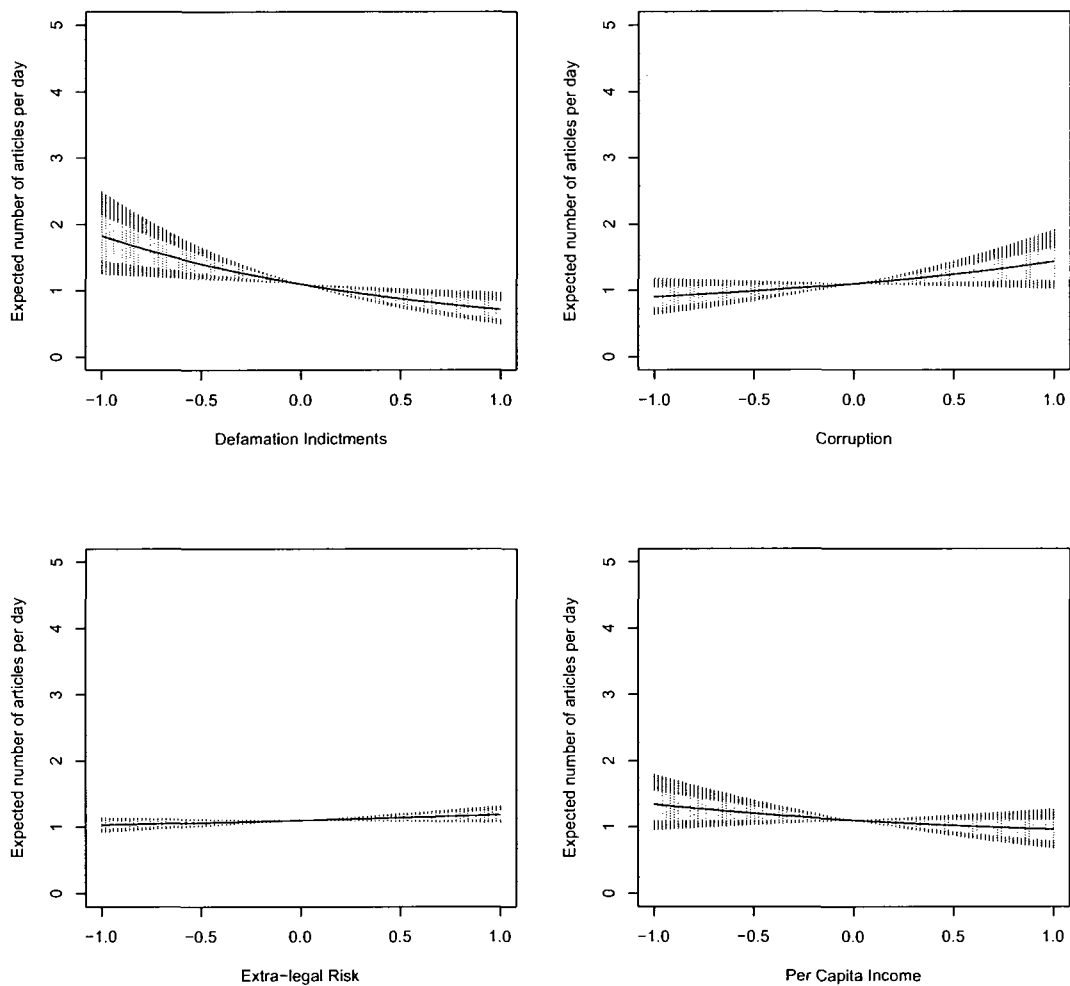 Expected number of articles per day
5
4
3
2
1
0
−1.0 −0.5 0.0 0.5 1.0
Defamation Indictments
Expected number of articles per day
5
4
3
2
1
0
−1.0 −0.5 0.0 0.5 1.0
Corruption
Expected number of articles per day
5
4
3
2
1
0
−1.0 −0.5 0.0 0.5 1.0
Extra−legal Risk
Expected number of articles per day
5
4
3
2
1
0
−1.0 −0.5 0.0 0.5 1.0
Per Capita Income